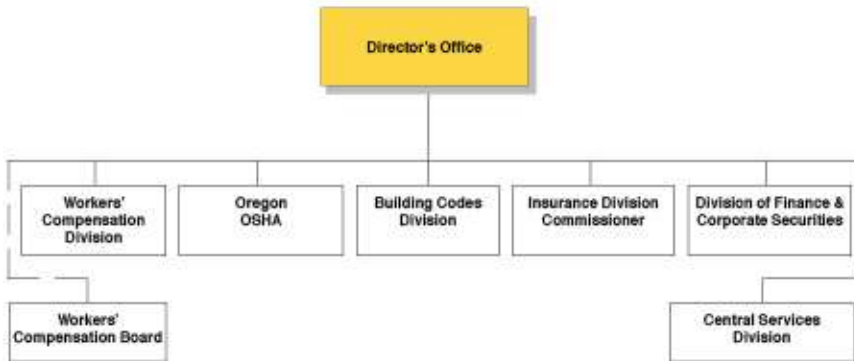 Director's Office
Workers'
Compensation
Division
Oregon
OSHA
Building Codes
Division
Insurance Division
Commissioner
Division of Finance &
Corporate Securities
Workers'
Compensation Board
Central Services
Division